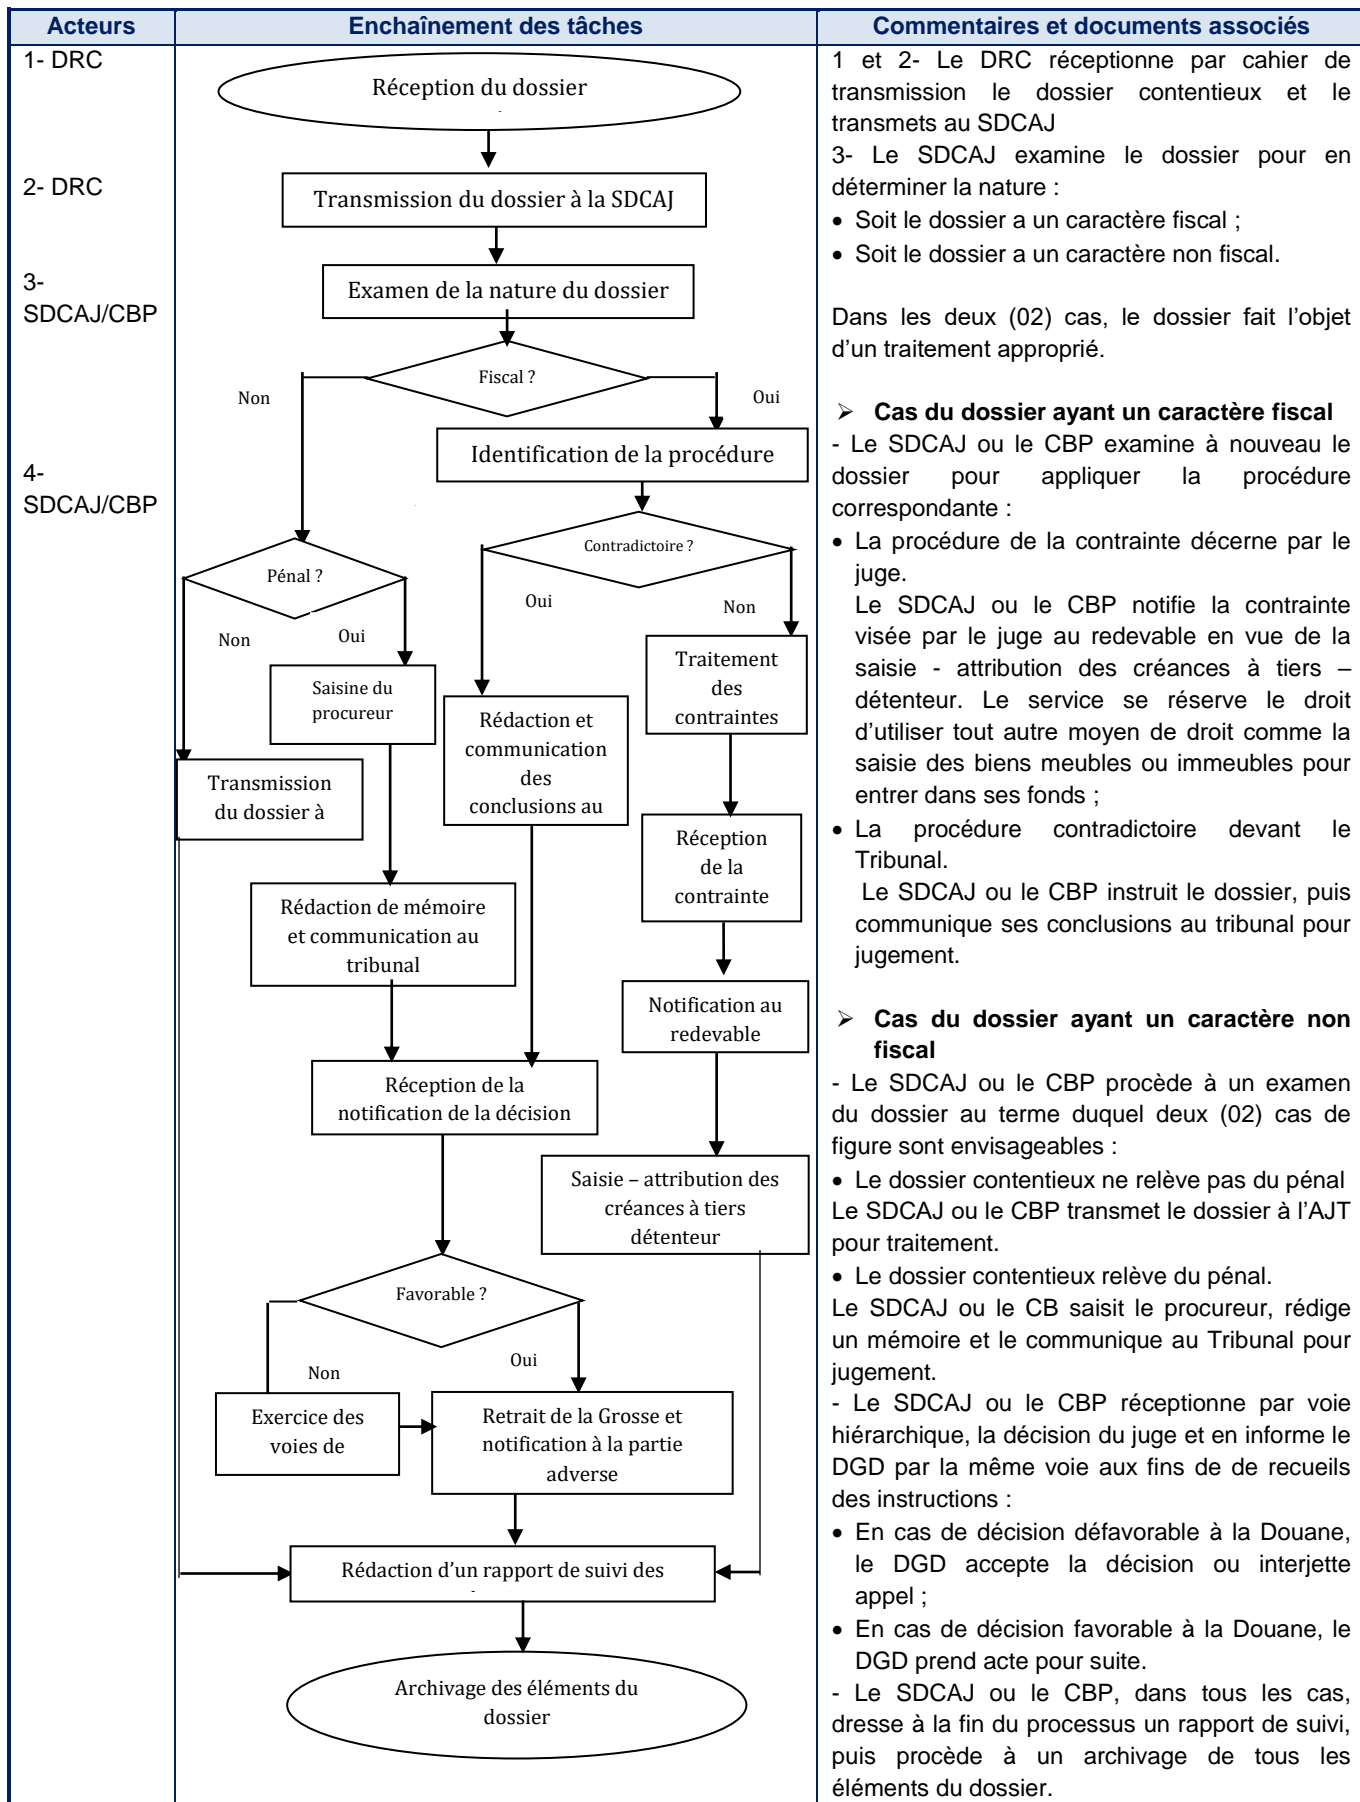 Acteurs
Enchaînement des tâches
Commentaires et documents associés
1- DRC
2- DRC
3-
SDCAJ/CBP
4-
SDCAJ/CBP
Réception du dossier
Transmission du dossier à la SDCAJ
Examen de la nature du dossier
Fiscal ?
Non
Oui
Identification de la procédure
Contradictoire ?
Pénal ?
Oui
Non
Non
Oui
Traitement
des
contraintes
Saisine du
procureur
Rédaction et
communication
des
conclusions au
Transmission
du dossier à
Réception
de la
contrainte
Rédaction de mémoire
et communication au
tribunal
Notification au
redevable
Réception de la
notification de la décision
Saisie – attribution des
créances à tiers
détenteur
Favorable ?
Non
Oui
Exercice des
voies de
Retrait de la Grosse et
notification à la partie
adverse
Rédaction d’un rapport de suivi des
Archivage des éléments du
dossier
1 et 2- Le DRC réceptionne par cahier de
transmission le dossier contentieux et le
transmets au SDCAJ
3- Le SDCAJ examine le dossier pour en
déterminer la nature :
• Soit le dossier a un caractère fiscal ;
• Soit le dossier a un caractère non fiscal.
Dans les deux (02) cas, le dossier fait l’objet
d’un traitement approprié.
➢ Cas du dossier ayant un caractère fiscal
- Le SDCAJ ou le CBP examine à nouveau le
dossier pour appliquer la procédure
correspondante :
• La procédure de la contrainte décerne par le
juge.
Le SDCAJ ou le CBP notifie la contrainte
visée par le juge au redevable en vue de la
saisie - attribution des créances à tiers –
détenteur. Le service se réserve le droit
d’utiliser tout autre moyen de droit comme la
saisie des biens meubles ou immeubles pour
entrer dans ses fonds ;
• La procédure contradictoire devant le
Tribunal.
Le SDCAJ ou le CBP instruit le dossier, puis
communique ses conclusions au tribunal pour
jugement.
➢ Cas du dossier ayant un caractère non
fiscal
- Le SDCAJ ou le CBP procède à un examen
du dossier au terme duquel deux (02) cas de
figure sont envisageables :
• Le dossier contentieux ne relève pas du pénal
Le SDCAJ ou le CBP transmet le dossier à l’AJT
pour traitement.
• Le dossier contentieux relève du pénal.
Le SDCAJ ou le CB saisit le procureur, rédige
un mémoire et le communique au Tribunal pour
jugement.
- Le SDCAJ ou le CBP réceptionne par voie
hiérarchique, la décision du juge et en informe le
DGD par la même voie aux fins de de recueils
des instructions :
• En cas de décision défavorable à la Douane,
le DGD accepte la décision ou interjette
appel ;
• En cas de décision favorable à la Douane, le
DGD prend acte pour suite.
- Le SDCAJ ou le CBP, dans tous les cas,
dresse à la fin du processus un rapport de suivi,
puis procède à un archivage de tous les
éléments du dossier.